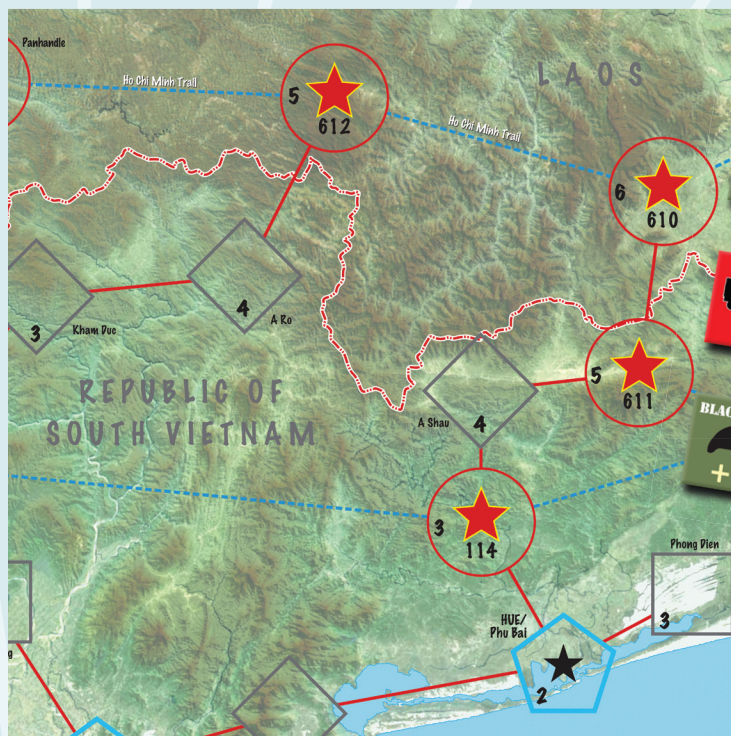 Panhandle
Ho Chi Minh Trail
LAOS
5
612
Ho Chi Minh Trail
6
610
3
Kham Duc
4
A Ro
5
611
REPUBLIC OF
SOUTH VIETNAM
A Shau
4
BLAC
+
3
114
Phong Dien
HUE/
Phu Bai
3
g
2